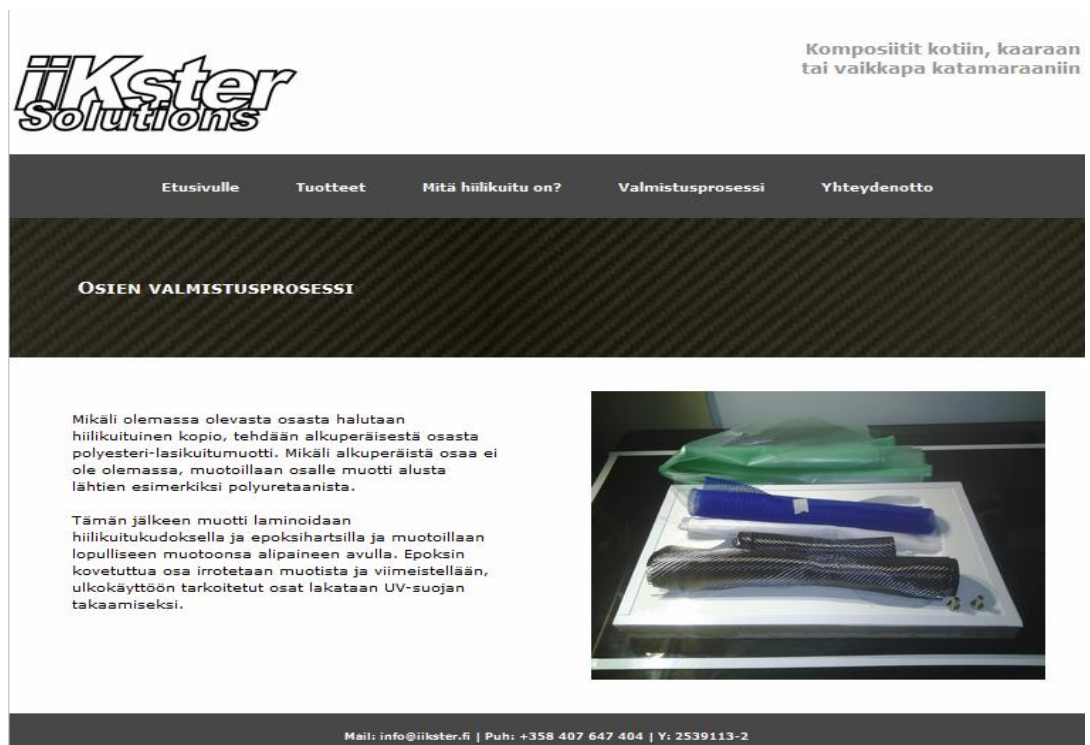 iiKster
Solutions
Komposiitit kotiin, kaaraan
tai vaikkapa katamaraaniin
Etusivulle Tuotteet Mitä hiilikuitu on? Valmistusprosessi Yhteydenotto
Osien valmistusprosessi
Mikäli olemassa olevasta osasta halutaan
hiilikuituinen kopio, tehdään alkuperäisestä osasta
polyesteri-lasikuitumuotti. Mikäli alkuperäistä osaa ei
ole olemassa, muotoillaan osalle muotti alusta
lähtien esimerkiksi polyuretaanista.
Tämän jälkeen muotti laminoidaan
hiilikuitukudoksella ja epoksihartsilla ja muotoillaan
lopulliseen muotoonsa alipaineen avulla. Epoksin
kovetuttua osa irrotetaan muotista ja viimeistellään,
ulkokäyttöön tarkoitetut osat lakataan UV-suojan
takaamiseksi.
Mail: info@iikster.fi | Puh: +358 407 647 404 | Y: 2539113-2